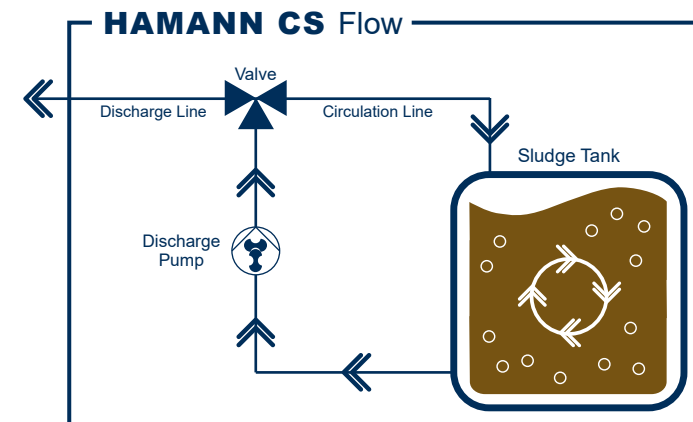 HAMANN CS Flow
Valve
Discharge Line
Circulation Line
Sludge Tank
Discharge
Pump